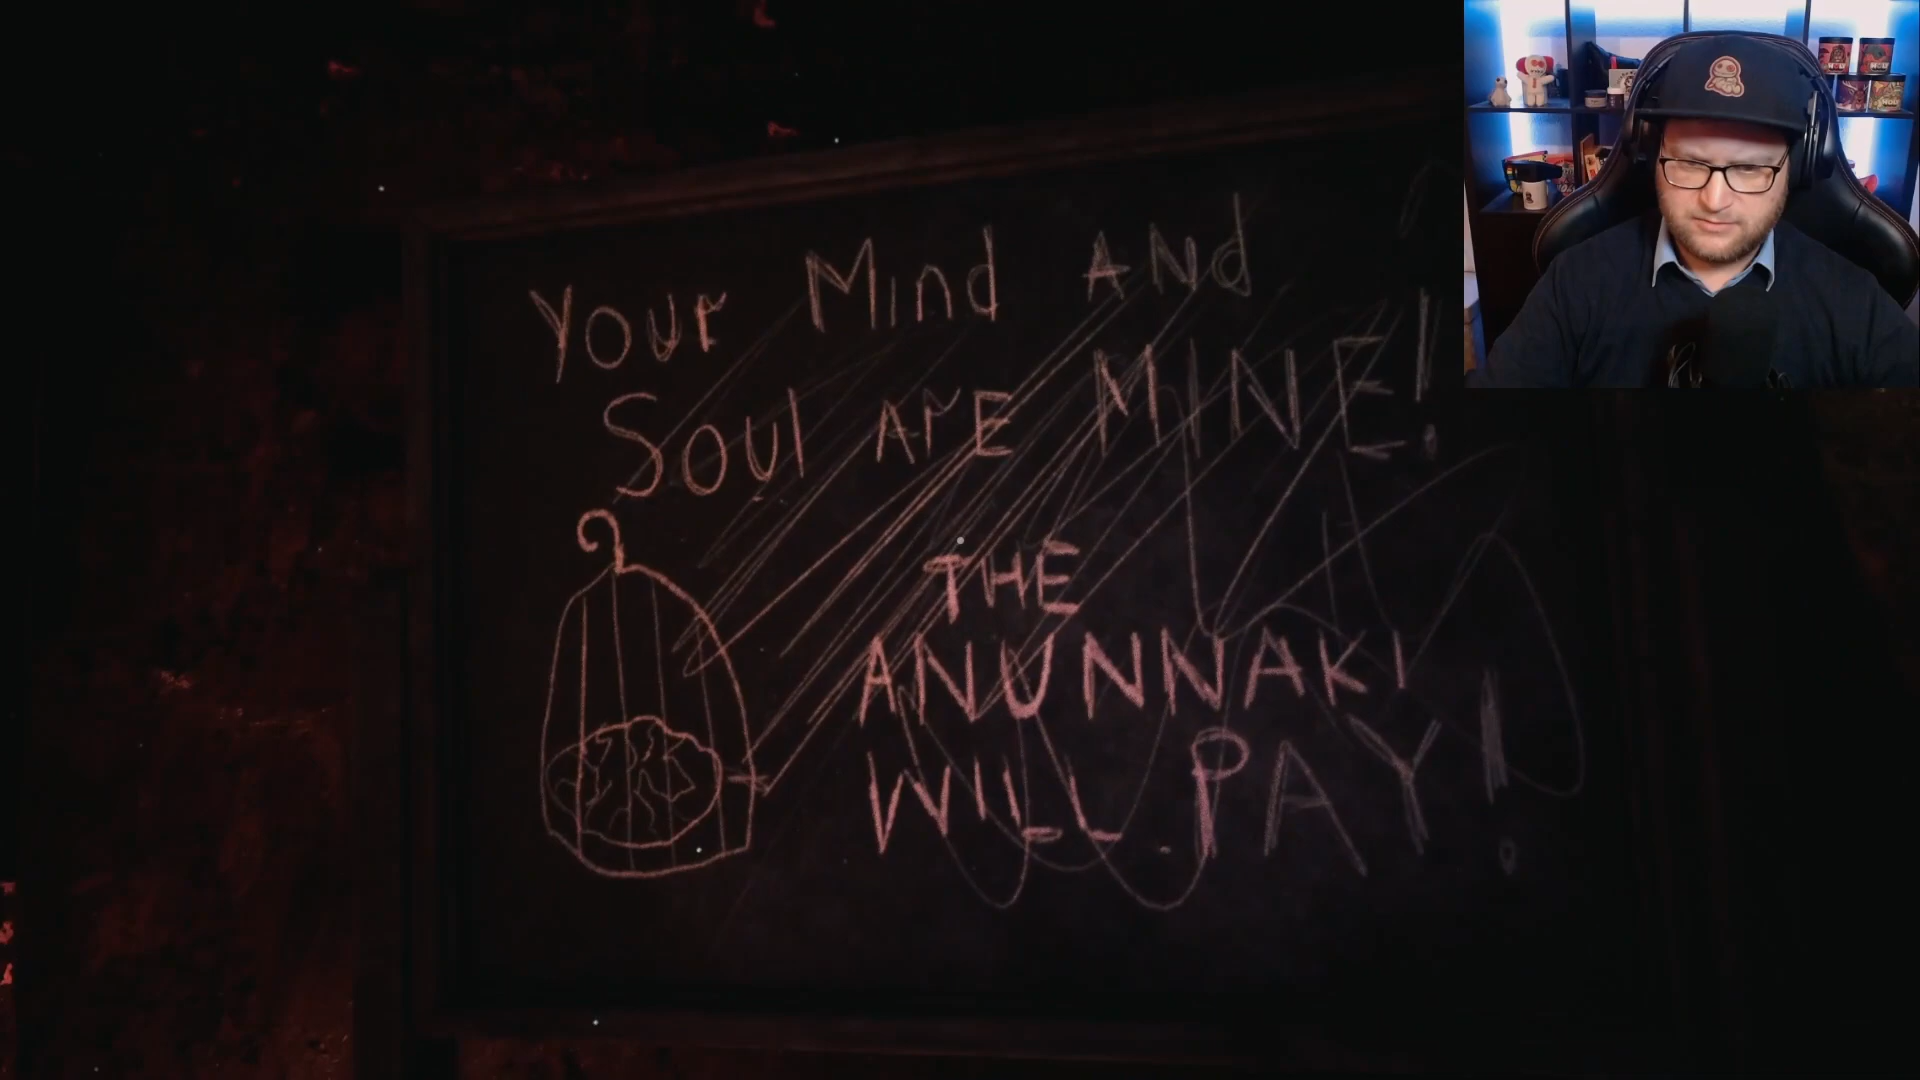 Your Mind And
Soul Are MINE!
THE
ANUNNAKI
WILL PAY!